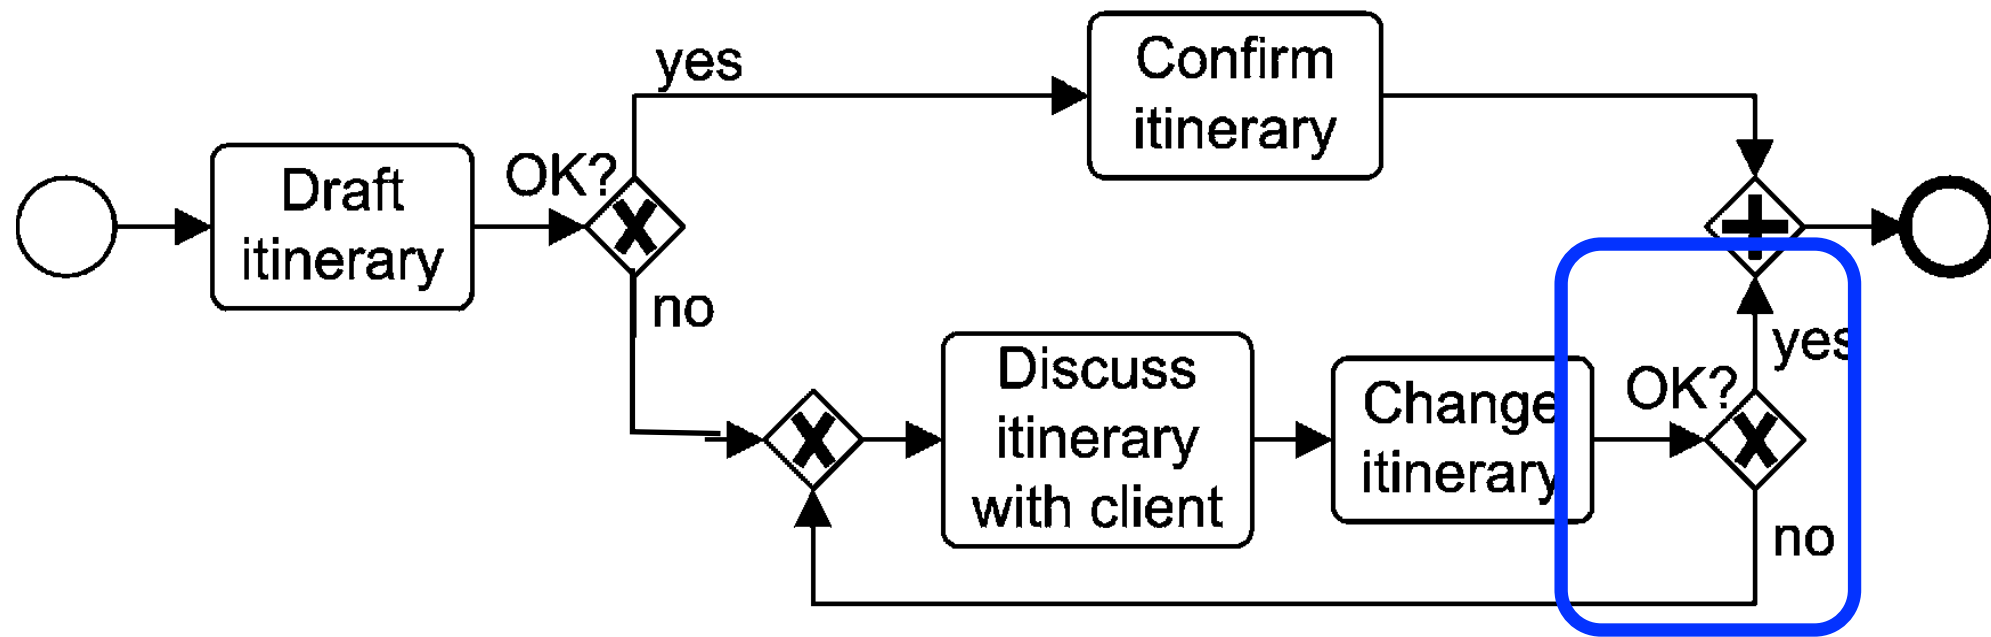 yes
Confirm
itinerary
Draft
itinerary
OK?
no
Discuss
itinerary
with client
Change
itinerary
OK?
yes
no